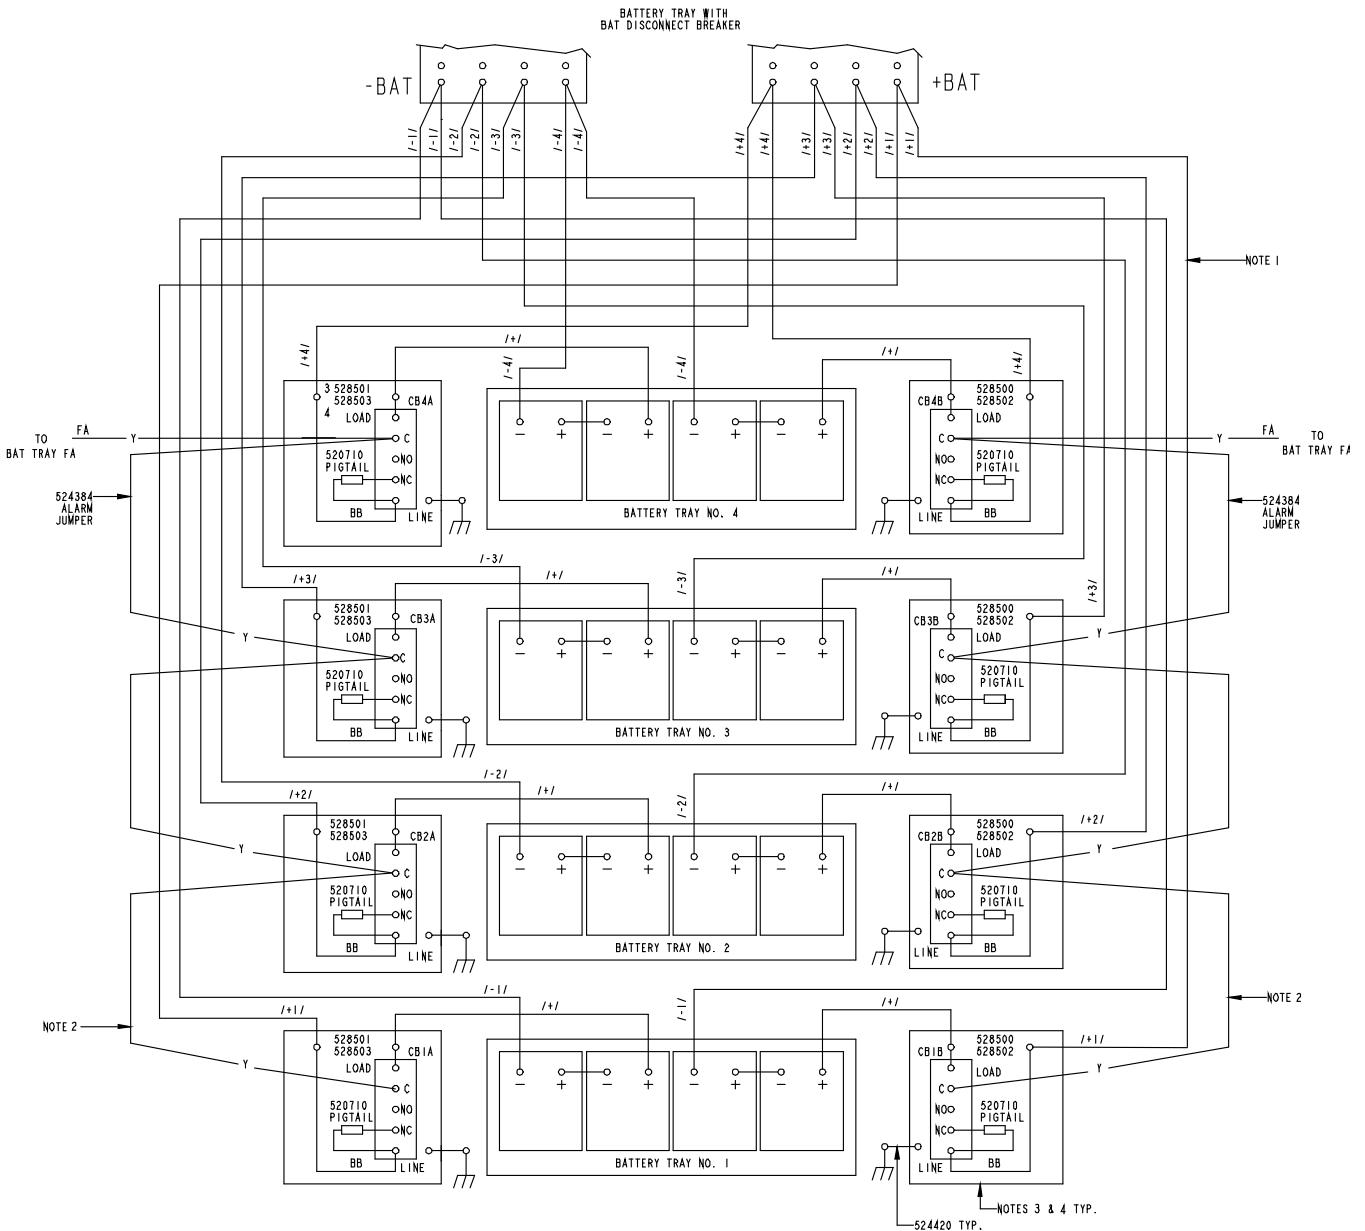 BATTERY TRAY WITH
BAT DISCONNECT BREAKER
-BAT
+BAT
/-1/
/-1/
/-2/
/-2/
/-3/
/-3/
/-4/
/-4/
/+4/
/+4/
/+3/
/+3/
/+2/
/+2/
/+1/
/+1/
NOTE 1
/+4/
/+/
/-4/
/-4/
/+/
/+4/
3 528501
528503
4
CB4A
LOAD
C
NO
520710
PIGTAIL
NC
BB
LINE
- + - + - + - +
BATTERY TRAY NO. 4
CB4B
528500
528502
LOAD
C
NO
520710
PIGTAIL
NC
LINE
BB
TO
BAT TRAY FA
FA
Y
Y
FA
TO
BAT TRAY FA
524384
ALARM
JUMPER
524384
ALARM
JUMPER
/+3/
/-3/
/+/
/-3/
/+/
/+3/
528501
528503
CB3A
LOAD
Y
C
NO
520710
PIGTAIL
NC
BB
LINE
- + - + - + - +
BATTERY TRAY NO. 3
CB3B
528500
528502
LOAD
Y
C
NO
520710
PIGTAIL
NC
LINE
BB
/+2/
/-2/
/+/
/-2/
/+/
/+2/
528501
528503
CB2A
LOAD
Y
C
NO
520710
PIGTAIL
NC
BB
LINE
- + - + - + - +
BATTERY TRAY NO. 2
CB2B
528500
528502
LOAD
Y
C
NO
520710
PIGTAIL
NC
LINE
BB
NOTE 2
NOTE 2
/+1/
/-1/
/+/
/-1/
/+/
/+1/
528501
528503
CB1A
LOAD
Y
C
NO
520710
PIGTAIL
NC
BB
LINE
- + - + - + - +
BATTERY TRAY NO. 1
CB1B
528500
528502
LOAD
Y
C
NO
520710
PIGTAIL
NC
LINE
BB
NOTES 3 & 4 TYP.
524420 TYP.